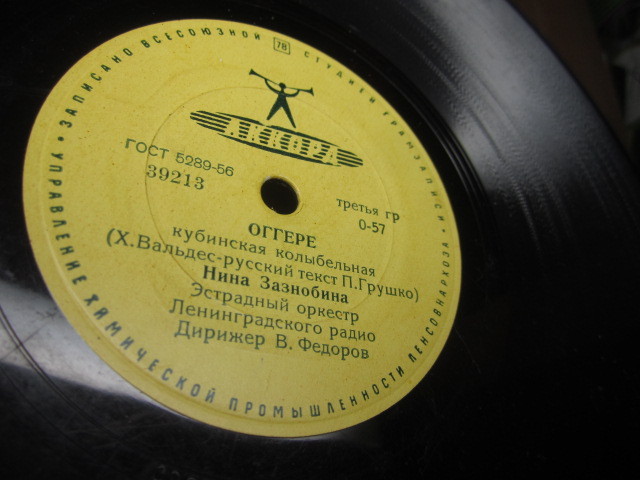 ЗАПИСАНО ВСЕСОЮЗНОЙ 78 СТУДИЕЙ ГРАМЗАПИСИ
УПРАВЛЕНИЕ ХИМИЧЕСКОЙ ПРОМЫШЛЕННОСТИ ЛЕНСОВНАРХОЗА
АККОРД
ГОСТ 5289-56
39213
третья гр
0-57
ОГГЕРЕ
кубинская колыбельная
(Х.Вальдес-русский текст П.Грушко)
Нина Зазнобина
Эстрадный оркестр
Ленинградского радио
Дирижер В. Федоров